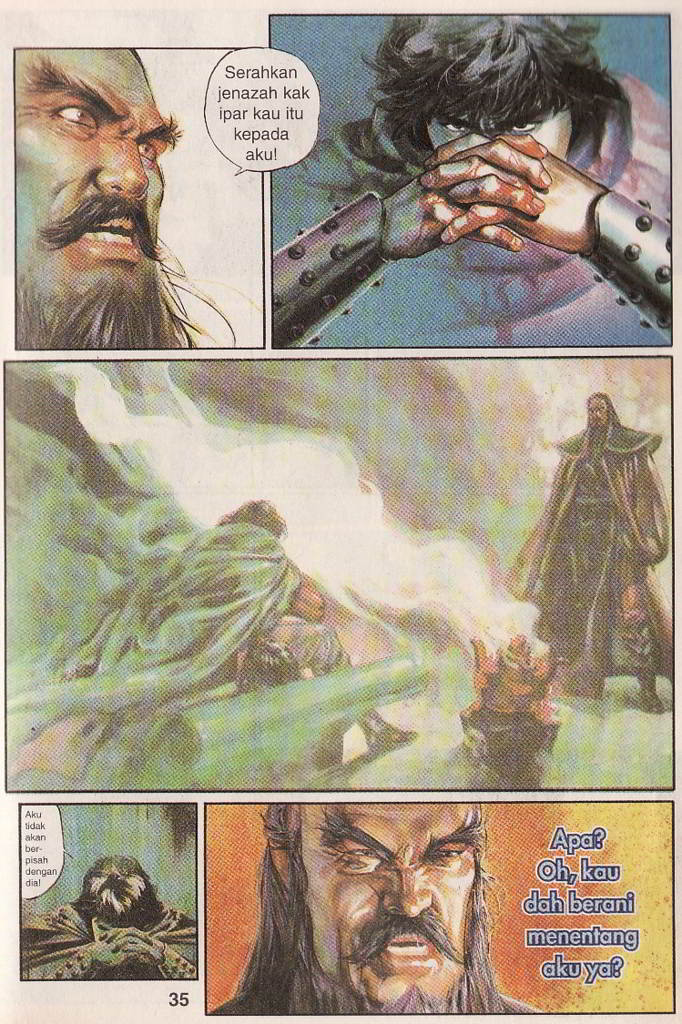 Serahkan
jenazah kak
ipar kau itu
kepada
aku!
Aku
tidak
akan
ber-
pisah
dengan
dia!
Apa?
Oh, kau
dah berani
menentang
aku ya?
35